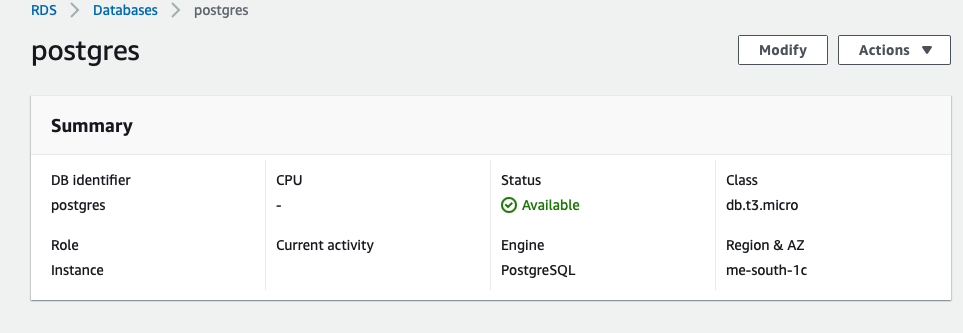 RDS > Databases > postgres
postgres
Modify
Actions
Summary
DB identifier
postgres
CPU
-
Status
Available
Class
db.t3.micro
Role
Instance
Current activity
Engine
PostgreSQL
Region & AZ
me-south-1c